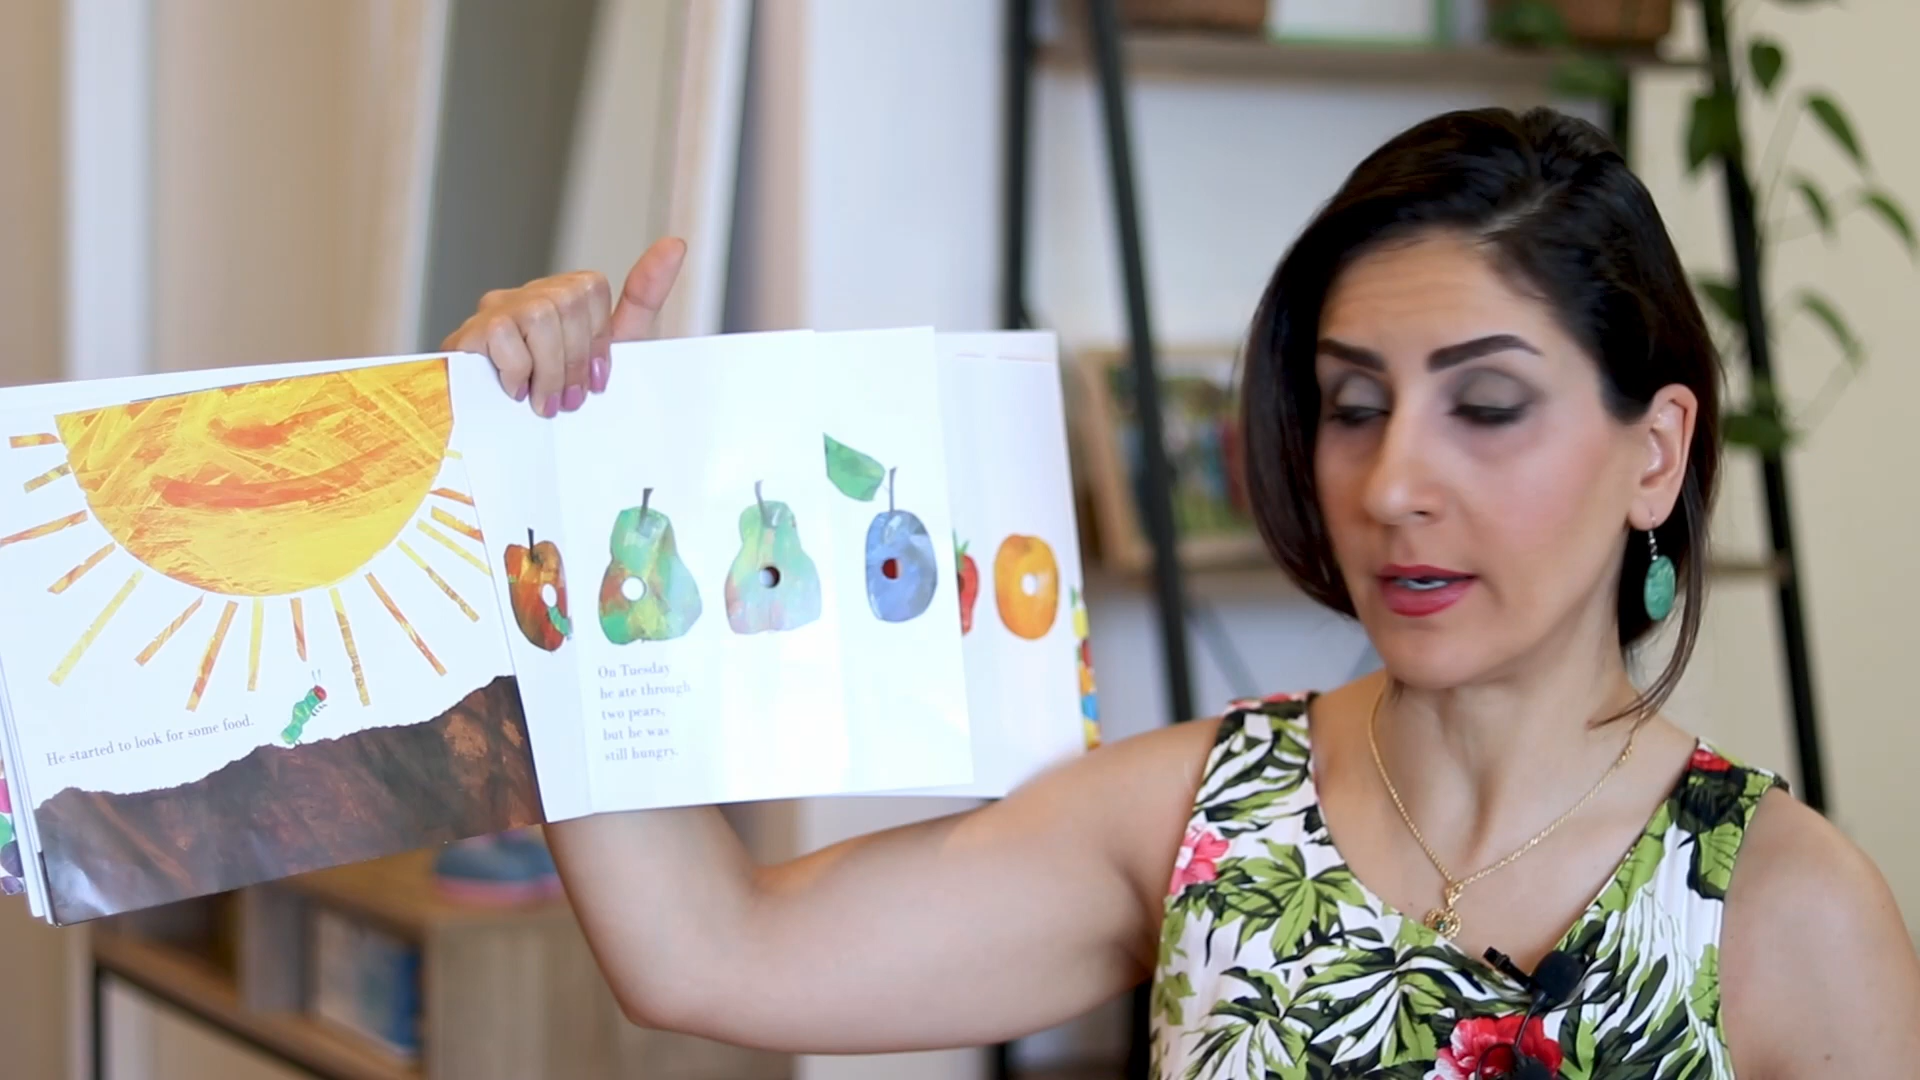 He started to look for some food.
On Tuesday
he ate through
two pears,
but he was
still hungry.